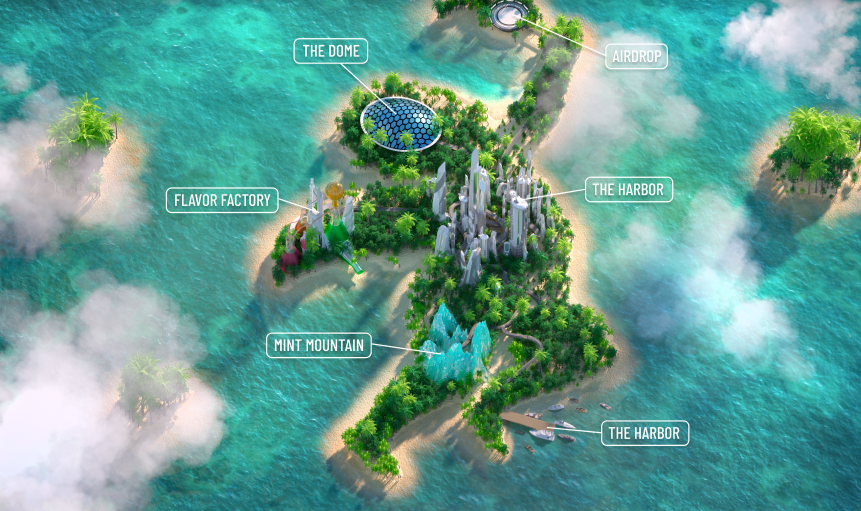 THE DOME
AIRDROP
FLAVOR FACTORY
THE HARBOR
MINT MOUNTAIN
THE HARBOR